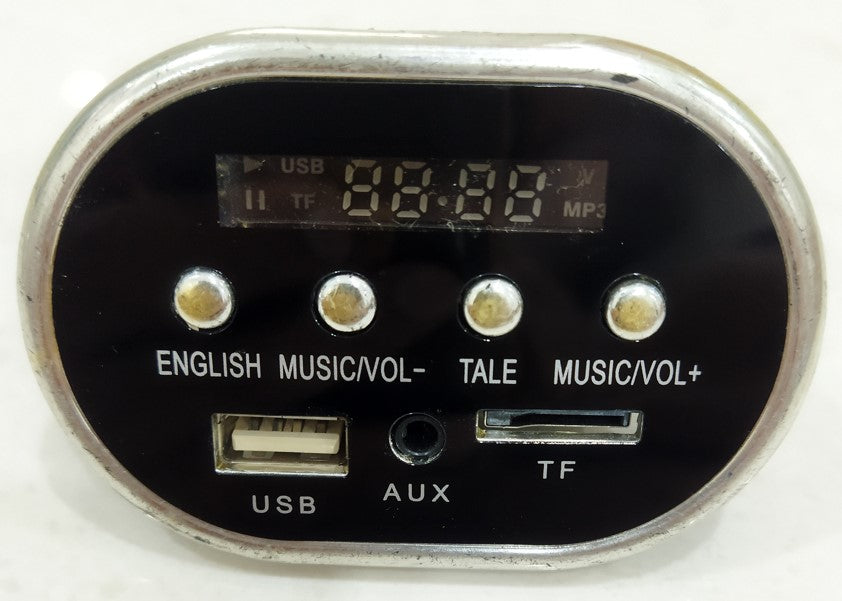 USB 88:88 V
TF MP3
ENGLISH MUSIC/VOL- TALE MUSIC/VOL+
USB AUX TF